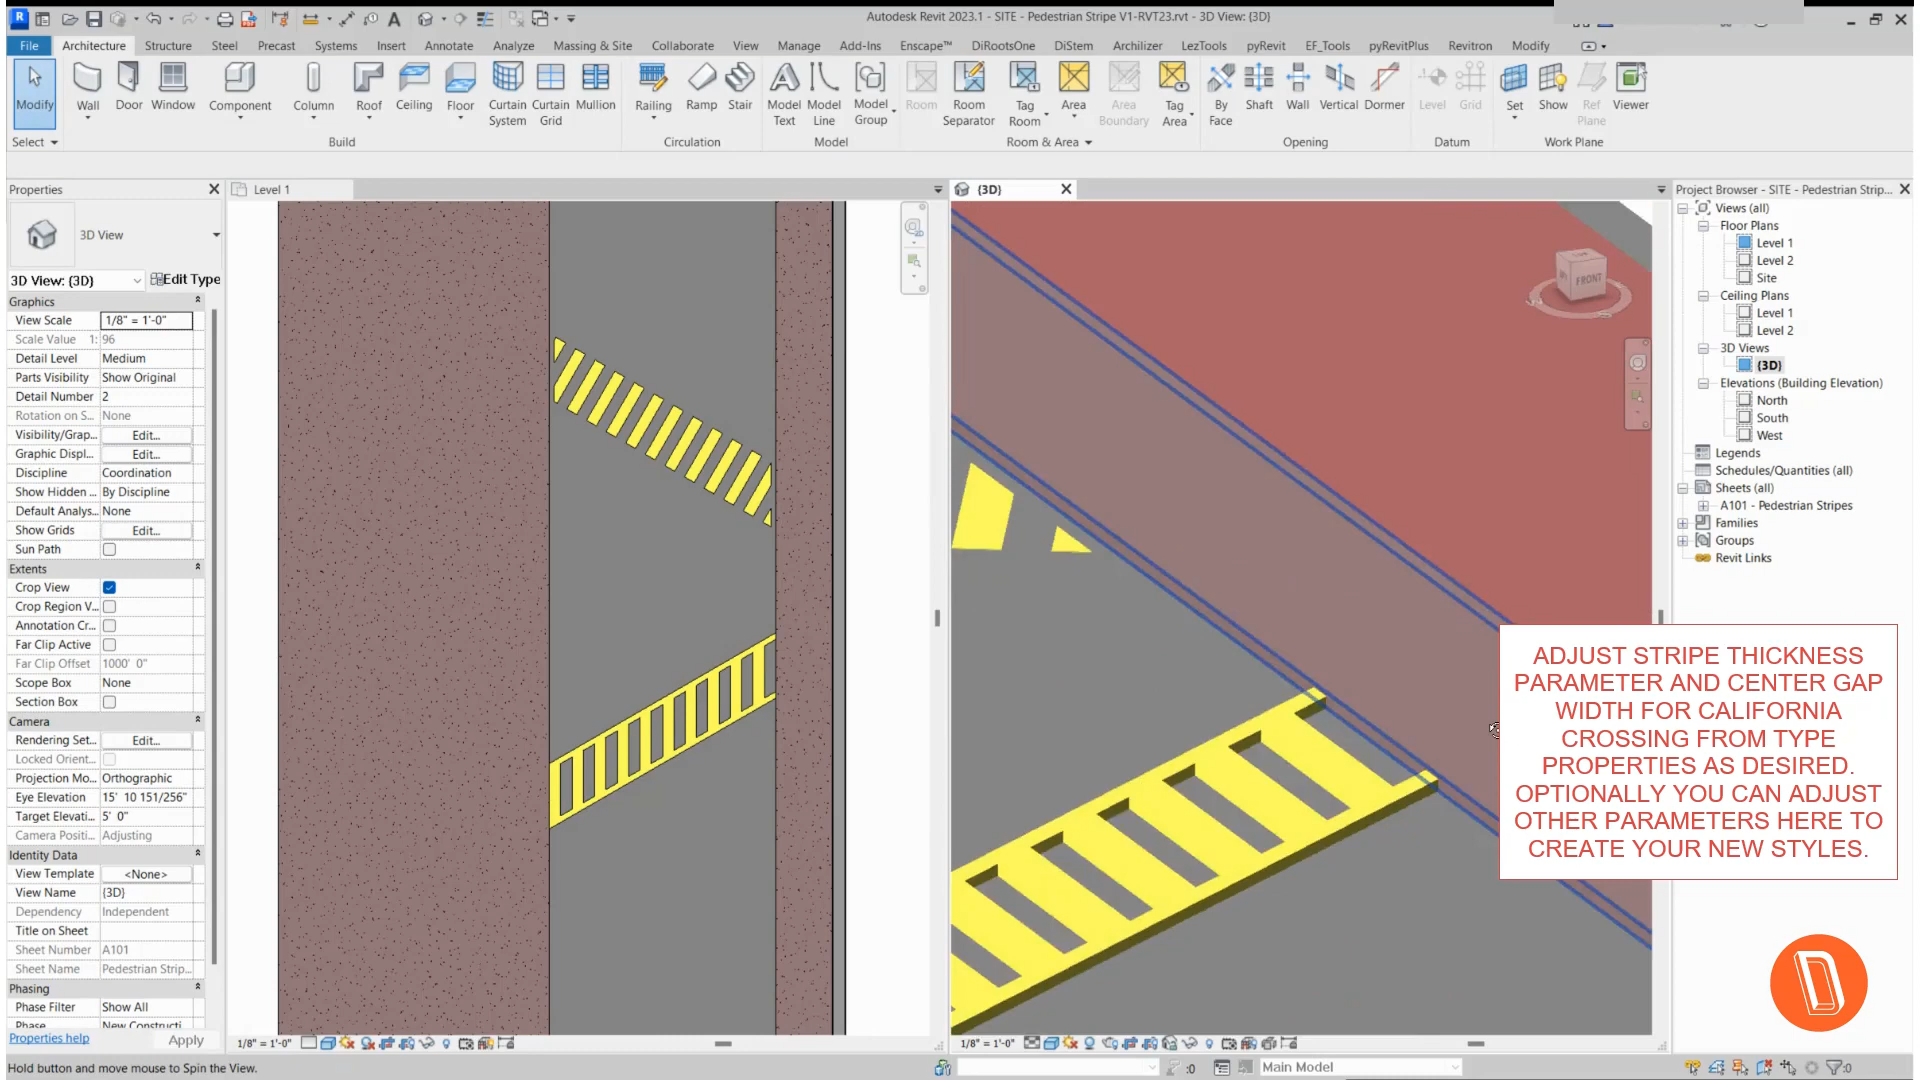 Autodesk Revit 2023.1 - SITE - Pedestrian Stripe V1-RVT23.rvt - 3D View: {3D}
File Architecture Structure Steel Precast Systems Insert Annotate Analyze Massing & Site Collaborate View Manage Add-Ins Enscape™ DiRootsOne DiStem Archilizer LezTools pyRevit EF_Tools pyRevitPlus Revitron Modify
Modify Wall Door Window Component Column Roof Ceiling Floor Curtain System Curtain Grid Mullion Railing Ramp Stair Model Text Model Line Model Group Room Room Separator Tag Room Area Area Boundary Tag Area By Face Shaft Wall Vertical Dormer Level Grid Set Show Ref Plane Viewer
Select Build Circulation Model Room & Area Opening Datum Work Plane
Properties
3D View
3D View: {3D} Edit Type
Graphics
View Scale 1/8" = 1'-0"
Scale Value 1: 96
Detail Level Medium
Parts Visibility Show Original
Detail Number 2
Rotation on S... None
Visibility/Grap... Edit...
Graphic Displ... Edit...
Discipline Coordination
Show Hidden ... By Discipline
Default Analys... None
Show Grids Edit...
Sun Path
Extents
Crop View
Crop Region V...
Annotation Cr...
Far Clip Active
Far Clip Offset 1000' 0"
Scope Box None
Section Box
Camera
Rendering Set... Edit...
Locked Orient...
Projection Mo... Orthographic
Eye Elevation 15' 10 151/256"
Target Elevati... 5' 0"
Camera Positi... Adjusting
Identity Data
View Template <None>
View Name {3D}
Dependency Independent
Title on Sheet
Sheet Number A101
Sheet Name Pedestrian Strip...
Phasing
Phase Filter Show All
Phase New Constructi
Properties help Apply
Level 1
{3D}
FRONT
1/8" = 1'-0"
1/8" = 1'-0"
Project Browser - SITE - Pedestrian Strip...
Views (all)
Floor Plans
Level 1
Level 2
Site
Ceiling Plans
Level 1
Level 2
3D Views
{3D}
Elevations (Building Elevation)
North
South
West
Legends
Schedules/Quantities (all)
Sheets (all)
A101 - Pedestrian Stripes
Families
Groups
Revit Links
ADJUST STRIPE THICKNESS
PARAMETER AND CENTER GAP
WIDTH FOR CALIFORNIA
CROSSING FROM TYPE
PROPERTIES AS DESIRED.
OPTIONALLY YOU CAN ADJUST
OTHER PARAMETERS HERE TO
CREATE YOUR NEW STYLES.
Hold button and move mouse to Spin the View.
:0 Main Model :0